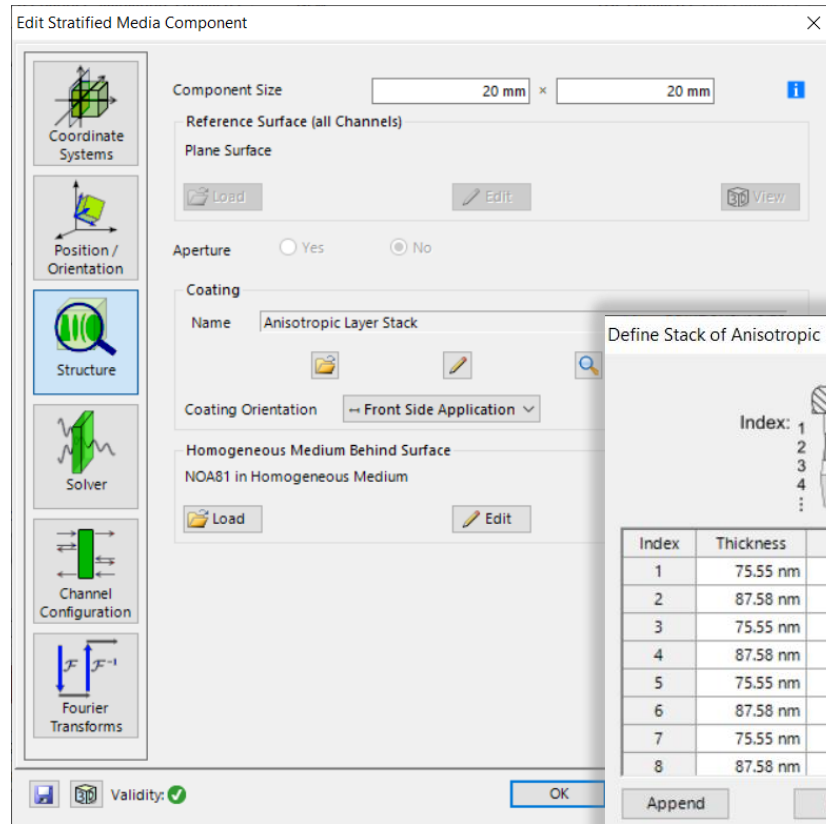 Edit Stratified Media Component
Coordinate
Systems
Position /
Orientation
Structure
Solver
Channel
Configuration
ℱ ℱ⁻¹
Fourier
Transforms
Component Size 20 mm × 20 mm
Reference Surface (all Channels)
Plane Surface
Load Edit 3D View
Aperture Yes No
Coating
Name Anisotropic Layer Stack
Coating Orientation Front Side Application
Homogeneous Medium Behind Surface
NOA81 in Homogeneous Medium
Load Edit
3D Validity: OK
Define Stack of Anisotropic
Index: 1
2
3
4
⋮
Index Thickness
1 75.55 nm
2 87.58 nm
3 75.55 nm
4 87.58 nm
5 75.55 nm
6 87.58 nm
7 75.55 nm
8 87.58 nm
Append